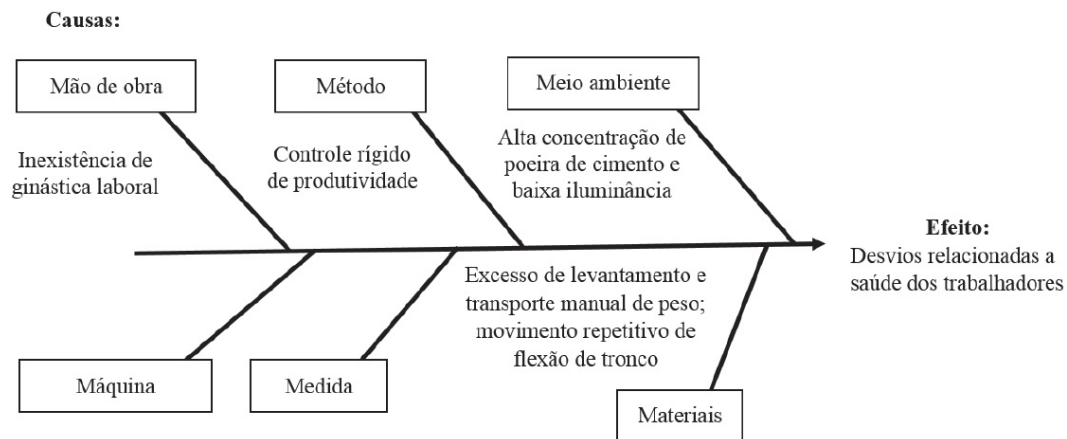 Causas:
Mão de obra
Método
Meio ambiente
Inexistência de
ginástica laboral
Controle rígido
de produtividade
Alta concentração de
poeira de cimento e
baixa iluminância
Efeito:
Desvios relacionadas a
saúde dos trabalhadores
Excesso de levantamento e
transporte manual de peso;
movimento repetitivo de
flexão de tronco
Máquina
Medida
Materiais